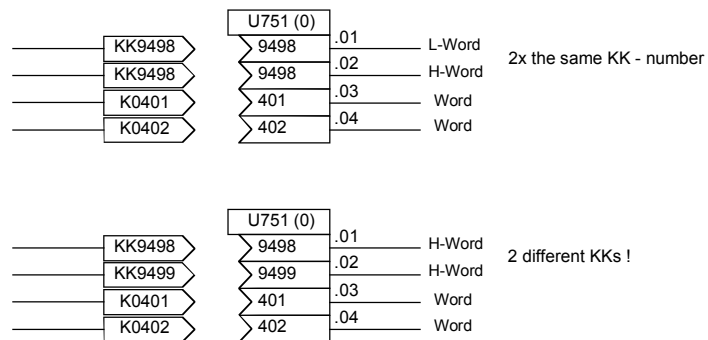 U751 (0)
KK9498 9498 .01 L-Word
KK9498 9498 .02 H-Word
2x the same KK - number
K0401 401 .03 Word
K0402 402 .04 Word
U751 (0)
KK9498 9498 .01 H-Word
KK9499 9499 .02 H-Word
2 different KKs !
K0401 401 .03 Word
K0402 402 .04 Word